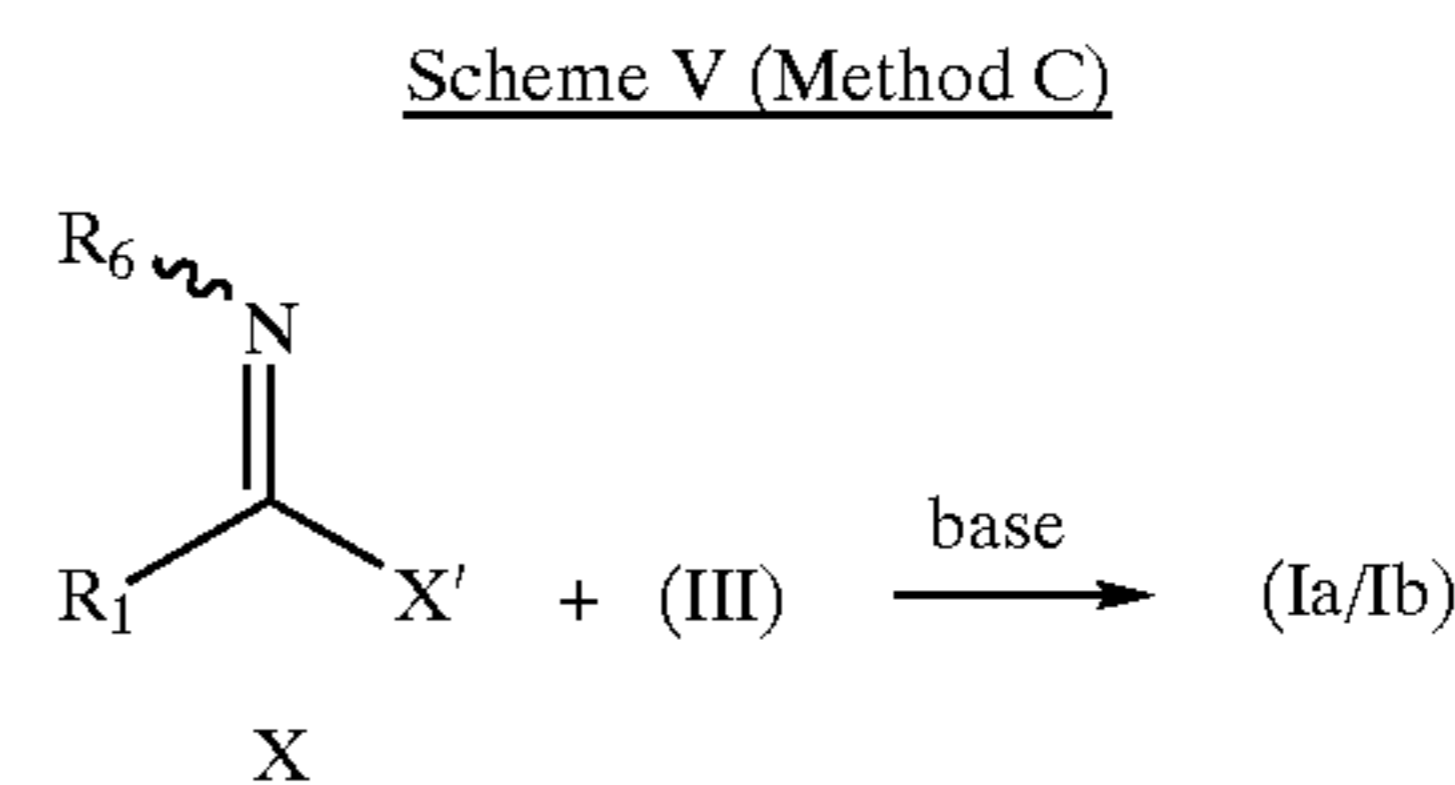 Scheme V (Method C)
R6
N
base
R1 X′ + (III) (Ia/Ib)
X